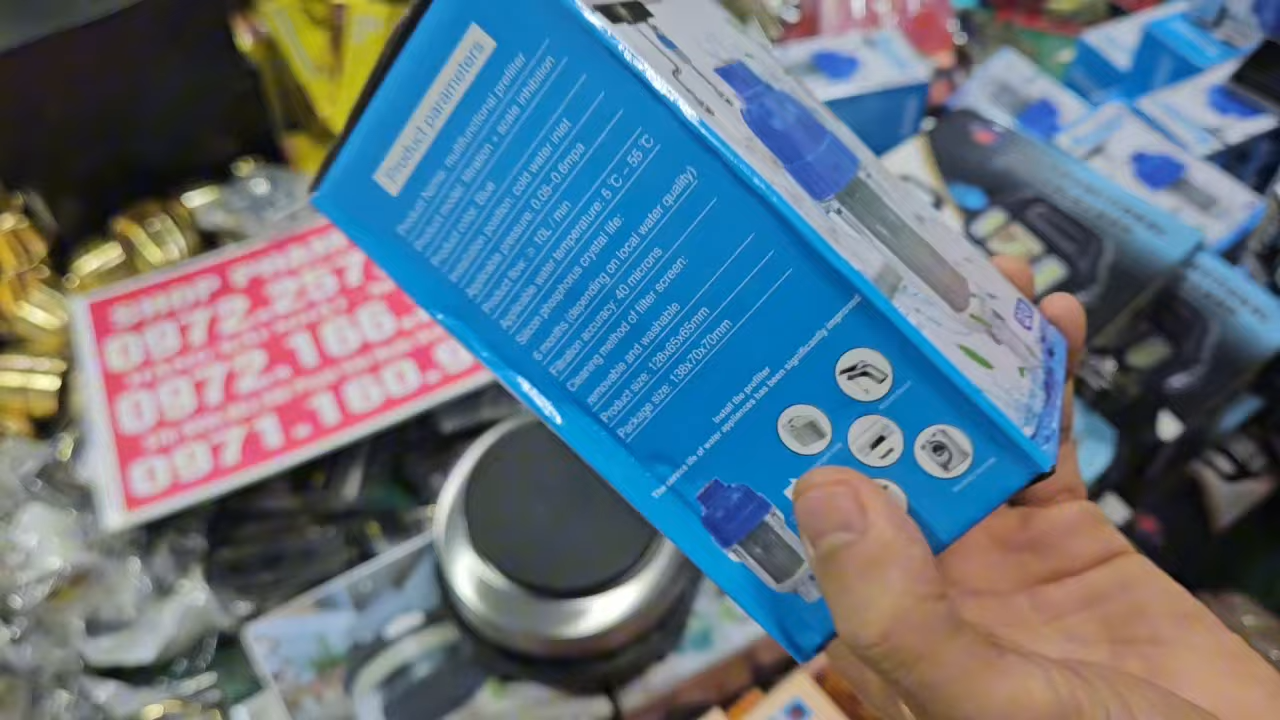 Product parameters
Product Name: multifunctional prefilter
Product model: filtration + scale inhibition
Product color: Blue
Installation position: cold water inlet
Applicable pressure: 0.05-0.6mpa
Product flow: ≥ 10L / min
Applicable water temperature: 5 ℃ – 55 ℃
Silicon phosphorus crystal life:
6 months (depending on local water quality)
Filtration accuracy: 40 microns
Cleaning method of filter screen:
removable and washable
Product size: 128x65x65mm
Package size: 138x70x70mm
Install the prefilter
The service life of water appliances has been significantly improved
SHOP
0972.257
0972.166
0971.160.9